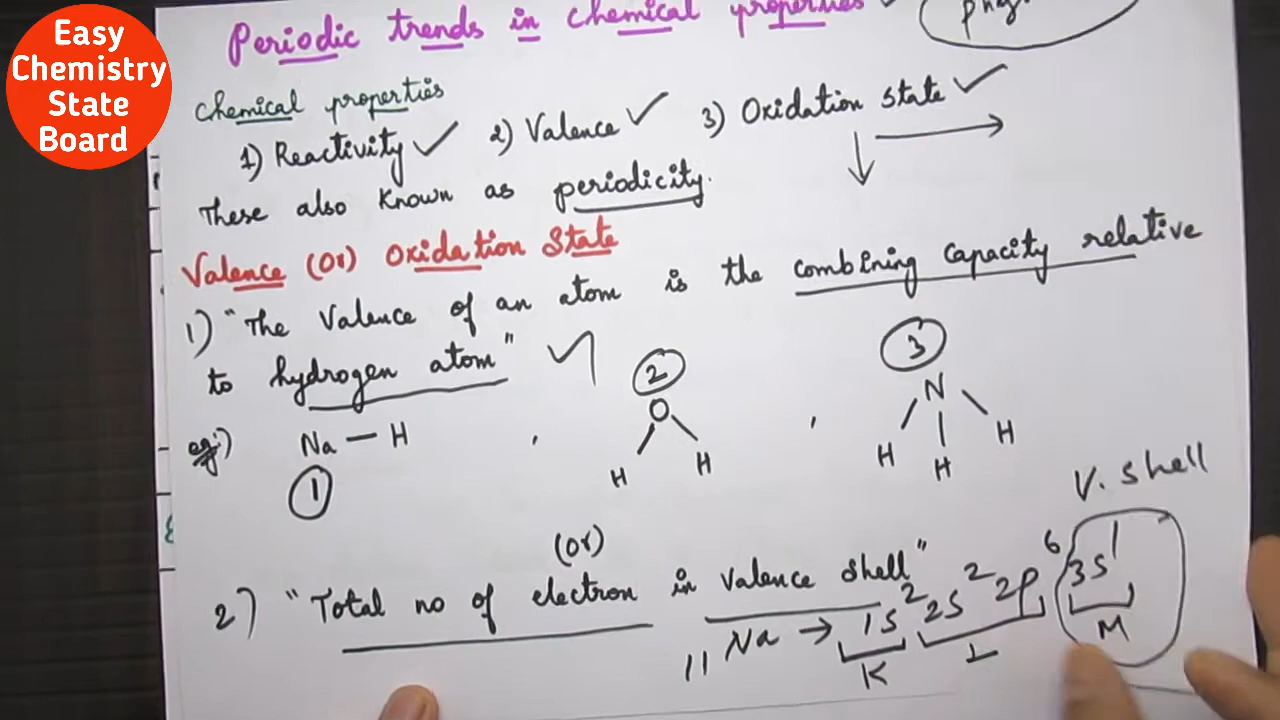 Easy
Chemistry
State
Board
Periodic trends in chemical properties
Phy.
Chemical properties
1) Reactivity ✓ 2) Valence ✓ 3) Oxidation state ✓
These also known as periodicity.
Valence (Or) Oxidation State
1) "The Valence of an atom is the combining capacity relative
to hydrogen atom"
eg:) Na — H , O , N
H H H H H
1 2 3
(Or)
V. Shell
2) "Total no of electron in valence shell"
11 Na → 1s² 2s² 2p⁶ 3s¹
K L M